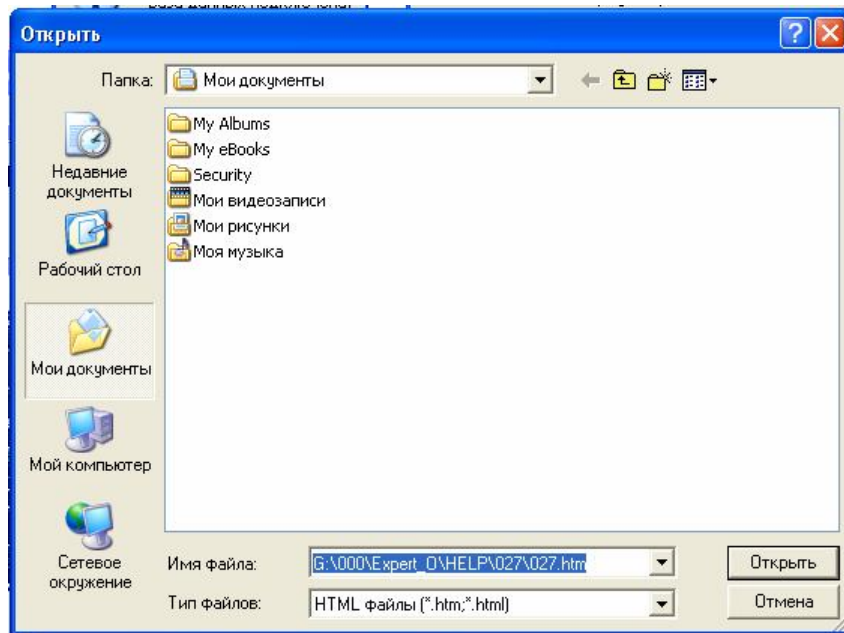 Открыть
Папка: Мои документы
My Albums
My eBooks
Security
Мои видеозаписи
Мои рисунки
Моя музыка
Недавние
документы
Рабочий стол
Мои документы
Мой компьютер
Сетевое
окружение
Имя файла: G:\000\Expert_O\HELP\027\027.htm Открыть
Тип файлов: HTML файлы (*.htm;*.html) Отмена